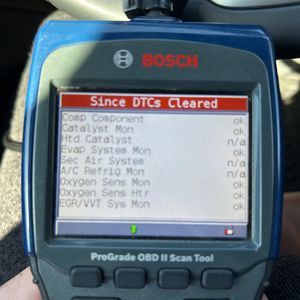 BOSCH
Since DTCs Cleared
Comp Component ok
Catalyst Mon ok
Htd Catalyst n/a
Evap System Mon ok
Sec Air System n/a
A/C Refrig Mon n/a
Oxygen Sens Mon ok
Oxygen Sens Htr ok
EGR/VVT Sys Mon ok
ProGrade OBD II Scan Tool